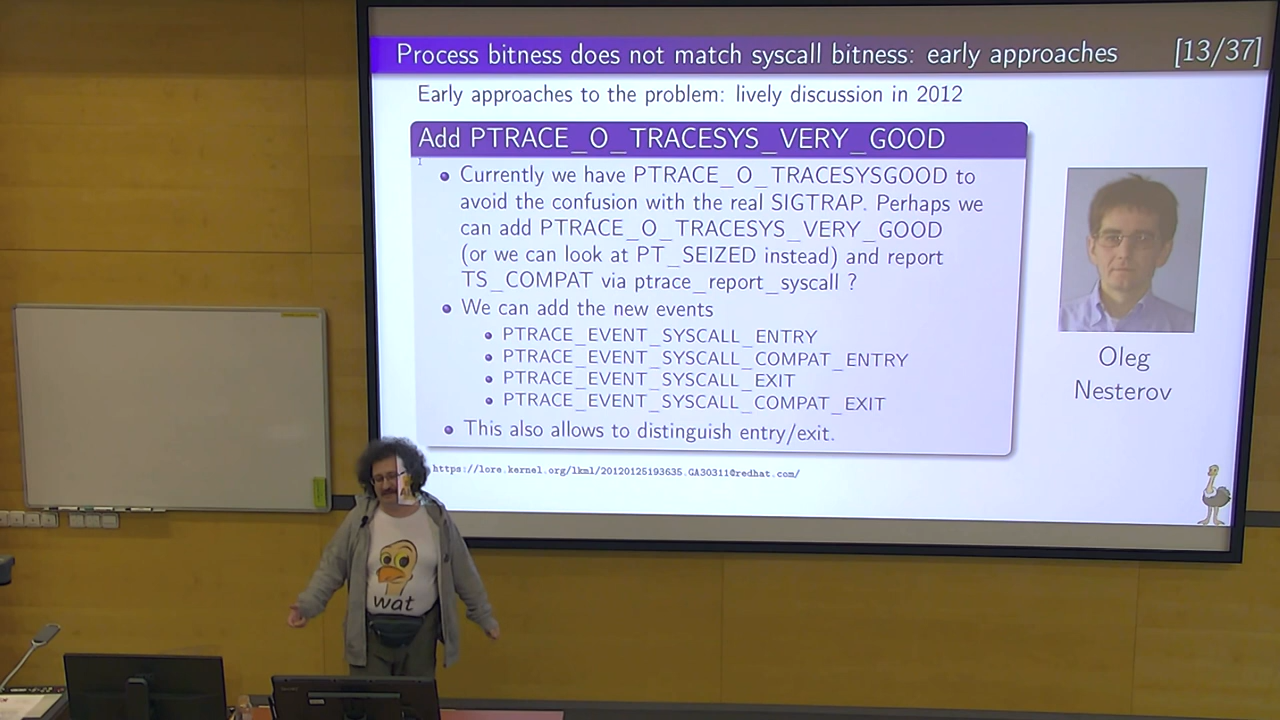 Process bitness does not match syscall bitness: early approaches [13/37]
Early approaches to the problem: lively discussion in 2012
Add PTRACE_O_TRACESYS_VERY_GOOD
Currently we have PTRACE_O_TRACESYSGOOD to
avoid the confusion with the real SIGTRAP. Perhaps we
can add PTRACE_O_TRACESYS_VERY_GOOD
(or we can look at PT_SEIZED instead) and report
TS_COMPAT via ptrace_report_syscall ?
We can add the new events
PTRACE_EVENT_SYSCALL_ENTRY
PTRACE_EVENT_SYSCALL_COMPAT_ENTRY
PTRACE_EVENT_SYSCALL_EXIT
PTRACE_EVENT_SYSCALL_COMPAT_EXIT
This also allows to distinguish entry/exit.
https://lore.kernel.org/lkml/20120125193635.GA30311@redhat.com/
Oleg
Nesterov
wat